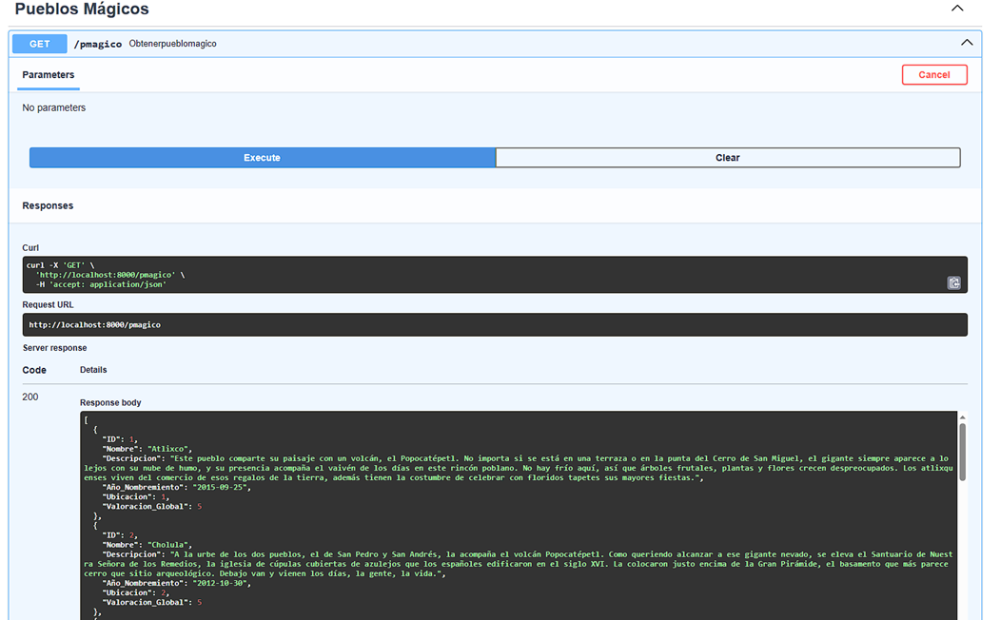 Pueblos Mágicos
GET /pmagico Obtenerpueblomagico
Parameters
Cancel
No parameters
Execute
Clear
Responses
Curl
curl -X 'GET' \
'http://localhost:8000/pmagico' \
-H 'accept: application/json'
Request URL
http://localhost:8000/pmagico
Server response
Code Details
200
Response body
[
{
"ID": 1,
"Nombre": "Atlixco",
"Descripcion": "Este pueblo comparte su paisaje con un volcán, el Popocatépetl. No importa si se está en una terraza o en la punta del Cerro de San Miguel, el gigante siempre aparece a lo
lejos con su nube de humo, y su presencia acompaña el vaivén de los días en este rincón poblano. No hay frío aquí, así que árboles frutales, plantas y flores crecen despreocupados. Los atlixqu
enses viven del comercio de esos regalos de la tierra, además tienen la costumbre de celebrar con floridos tapetes sus mayores fiestas.",
"Año_Nombremiento": "2015-09-25",
"Ubicacion": 1,
"Valoracion_Global": 5
},
{
"ID": 2,
"Nombre": "Cholula",
"Descripcion": "A la urbe de los dos pueblos, el de San Pedro y San Andrés, la acompaña el volcán Popocatépetl. Como queriendo alcanzar a ese gigante nevado, se eleva el Santuario de Nuest
ra Señora de los Remedios, la iglesia de cúpulas cubiertas de azulejos que los españoles edificaron en el siglo XVI. La colocaron justo encima de la Gran Pirámide, el basamento que más parece
cerro que sitio arqueológico. Debajo van y vienen los días, la gente, la vida.",
"Año_Nombremiento": "2012-10-30",
"Ubicacion": 2,
"Valoracion_Global": 5
},